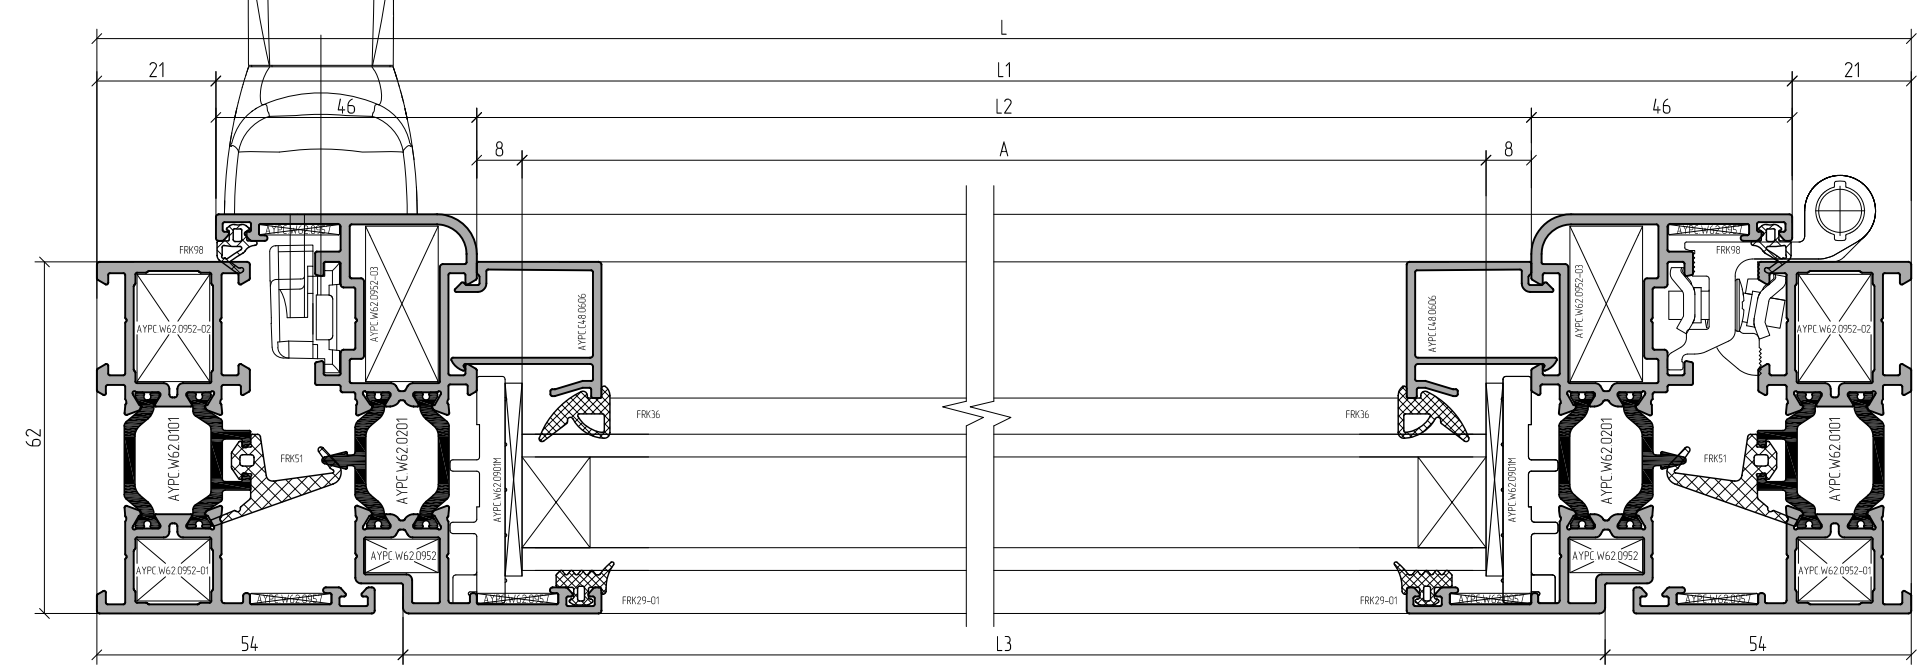 L
21
L1
21
46
L2
46
8
A
8
AYPC.W62.0957
AYPC.W62.0957
FRK98
FRK98
AYPC.W62.0952-03
AYPC.C48.0606
AYPC.C48.0606
AYPC.W62.0952-03
AYPC.W62.0952-02
AYPC.W62.0952-02
FRK36
FRK36
62
AYPC.W62.0101
FRK51
AYPC.W62.0201
AYPC.W62.0901M
AYPC.W62.0901M
AYPC.W62.0201
FRK51
AYPC.W62.0101
AYPC.W62.0952-01
AYPC.W62.0952
AYPC.W62.0952
AYPC.W62.0952-01
AYPC.W62.0957
AYPC.W62.0957
FRK29-01
FRK29-01
AYPC.W62.0957
AYPC.W62.0957
54
L3
54